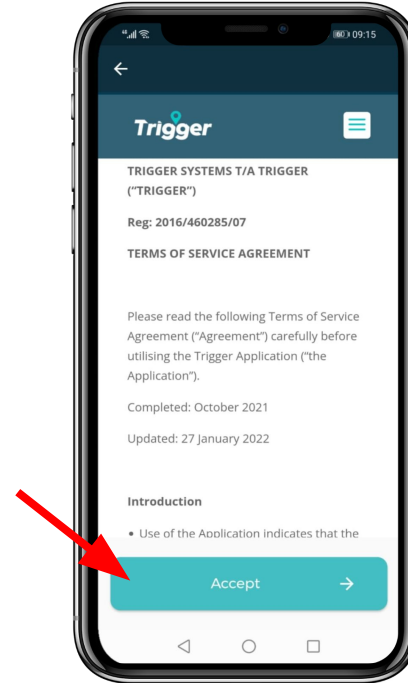 60 09:15
Trigger
TRIGGER SYSTEMS T/A TRIGGER
("TRIGGER")
Reg: 2016/460285/07
TERMS OF SERVICE AGREEMENT
Please read the following Terms of Service
Agreement ("Agreement") carefully before
utilising the Trigger Application ("the
Application").
Completed: October 2021
Updated: 27 January 2022
Introduction
• Use of the Application indicates that the
Accept